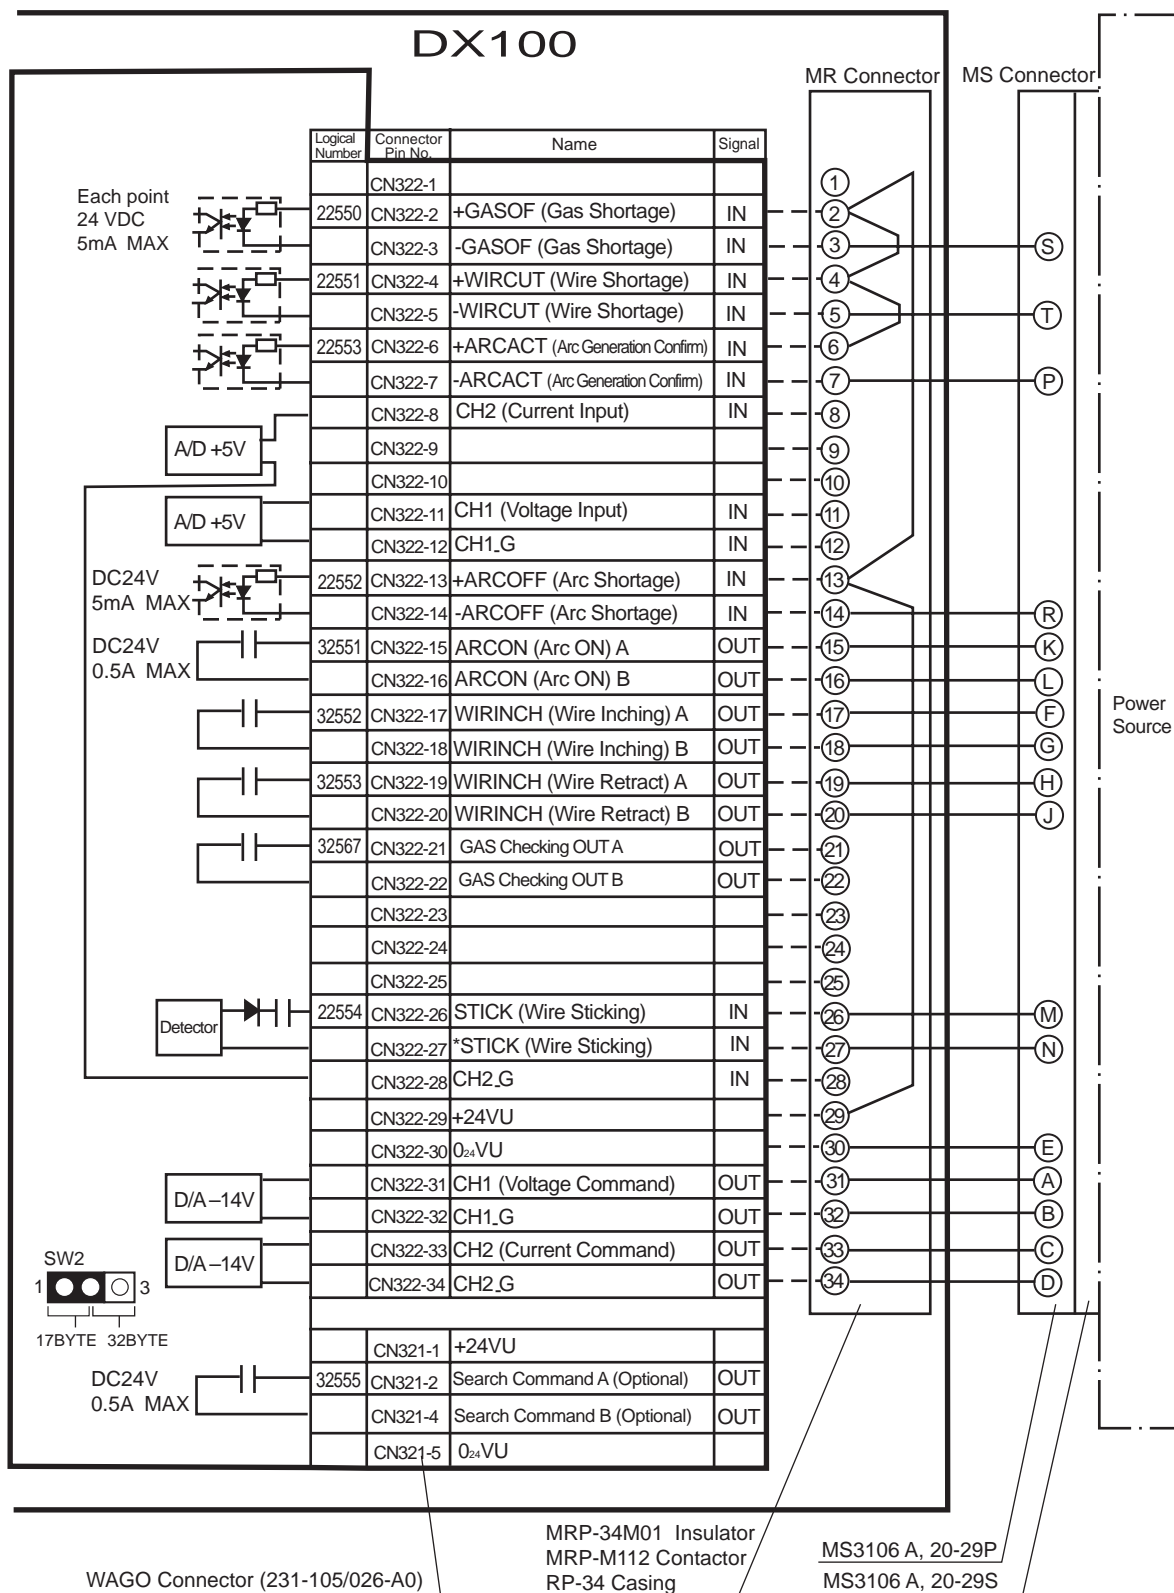 DX100
MR Connector
MS Connector
Logical Number
Connector Pin No.
Name
Signal
CN322-1
1
Each point
24 VDC
5mA MAX
22550 CN322-2 +GASOF (Gas Shortage) IN 2
CN322-3 -GASOF (Gas Shortage) IN 3 S
22551 CN322-4 +WIRCUT (Wire Shortage) IN 4
CN322-5 -WIRCUT (Wire Shortage) IN 5 T
22553 CN322-6 +ARCACT (Arc Generation Confirm) IN 6
CN322-7 -ARCACT (Arc Generation Confirm) IN 7 P
CN322-8 CH2 (Current Input) IN 8
A/D +5V
CN322-9 9
CN322-10 10
A/D +5V
CN322-11 CH1 (Voltage Input) IN 11
CN322-12 CH1_G IN 12
DC24V
5mA MAX
22552 CN322-13 +ARCOFF (Arc Shortage) IN 13
CN322-14 -ARCOFF (Arc Shortage) IN 14 R
DC24V
0.5A MAX
32551 CN322-15 ARCON (Arc ON) A OUT 15 K
CN322-16 ARCON (Arc ON) B OUT 16 L
32552 CN322-17 WIRINCH (Wire Inching) A OUT 17 F
CN322-18 WIRINCH (Wire Inching) B OUT 18 G
Power
Source
32553 CN322-19 WIRINCH (Wire Retract) A OUT 19 H
CN322-20 WIRINCH (Wire Retract) B OUT 20 J
32567 CN322-21 GAS Checking OUT A OUT 21
CN322-22 GAS Checking OUT B OUT 22
CN322-23 23
CN322-24 24
CN322-25 25
Detector
22554 CN322-26 STICK (Wire Sticking) IN 26 M
CN322-27 *STICK (Wire Sticking) IN 27 N
CN322-28 CH2_G IN 28
CN322-29 +24VU 29
CN322-30 024VU 30 E
D/A –14V
CN322-31 CH1 (Voltage Command) OUT 31 A
CN322-32 CH1_G OUT 32 B
D/A –14V
CN322-33 CH2 (Current Command) OUT 33 C
CN322-34 CH2_G OUT 34 D
SW2
1 3
17BYTE 32BYTE
CN321-1 +24VU
DC24V
0.5A MAX
32555 CN321-2 Search Command A (Optional) OUT
CN321-4 Search Command B (Optional) OUT
CN321-5 024VU
MRP-34M01 Insulator
MRP-M112 Contactor
RP-34 Casing
MS3106 A, 20-29P
MS3106 A, 20-29S
WAGO Connector (231-105/026-A0)